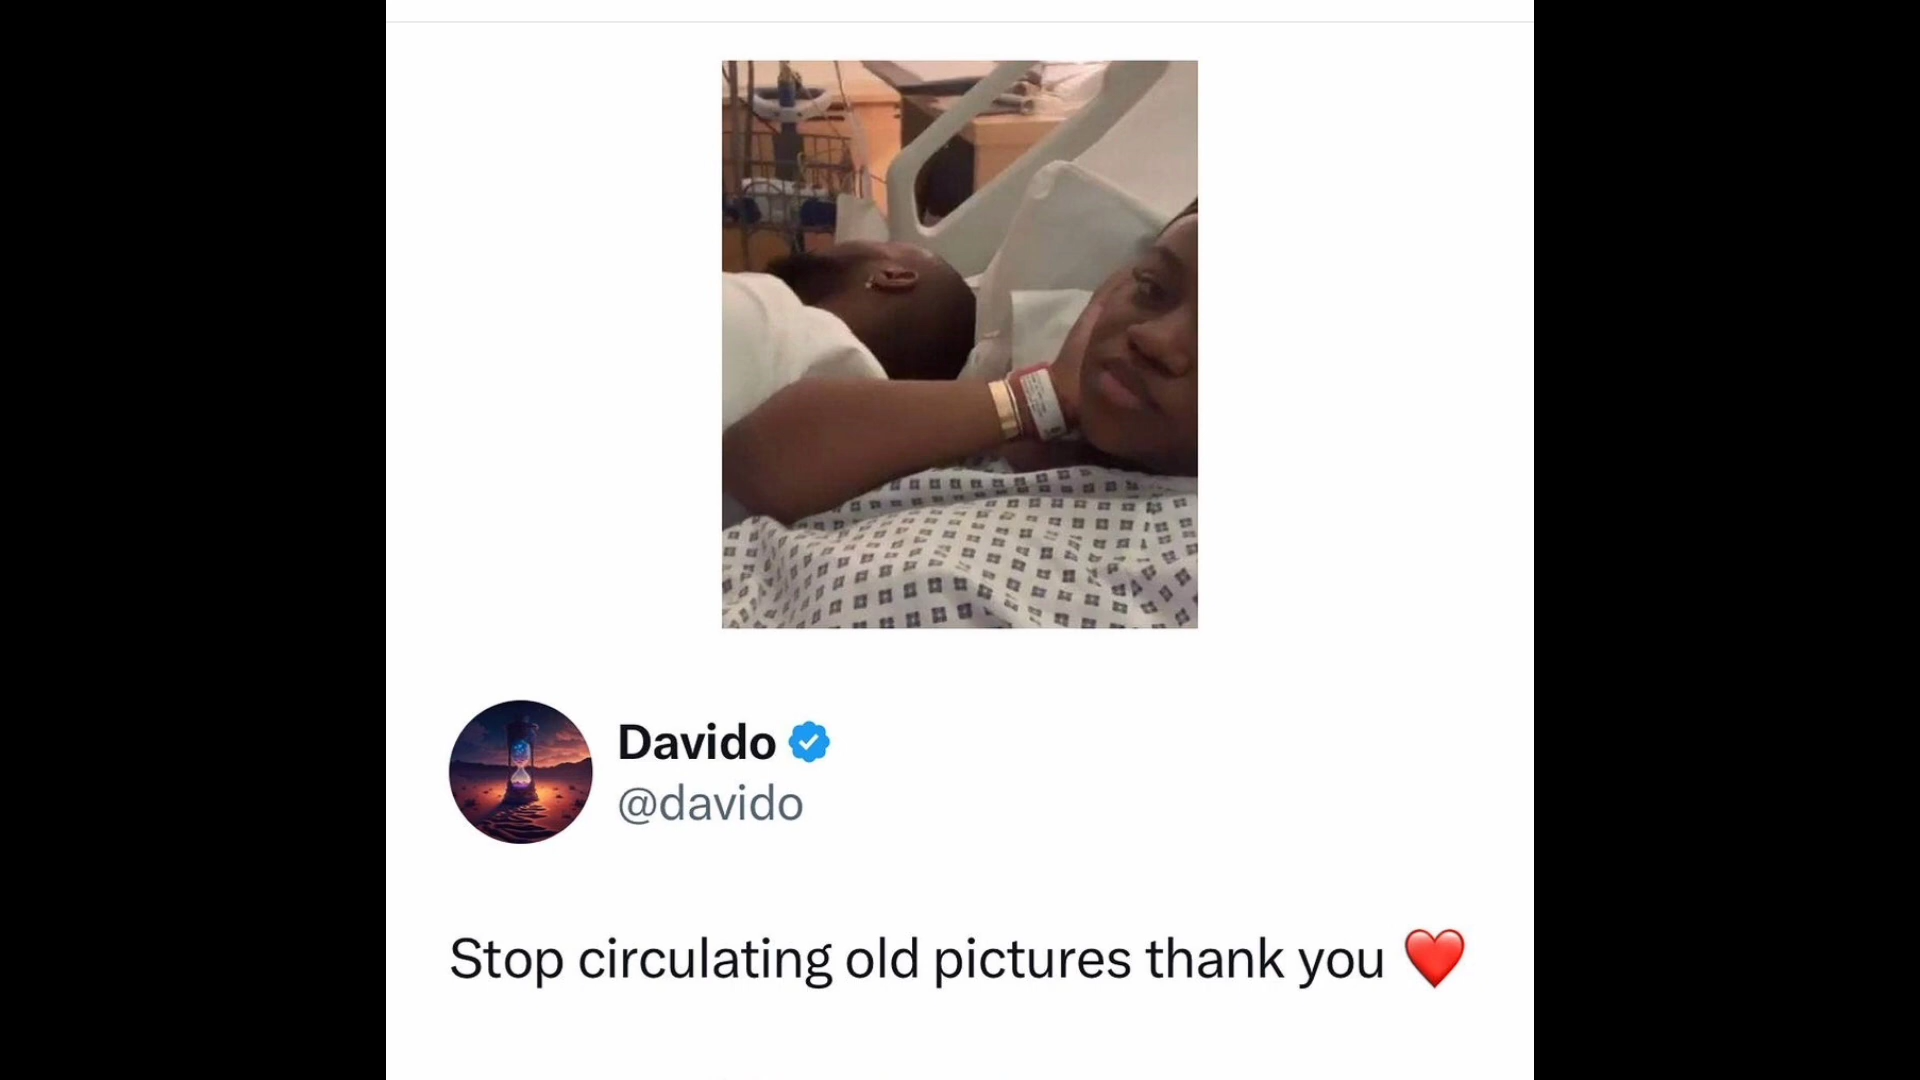 Davido
@davido
Stop circulating old pictures thank you ❤️